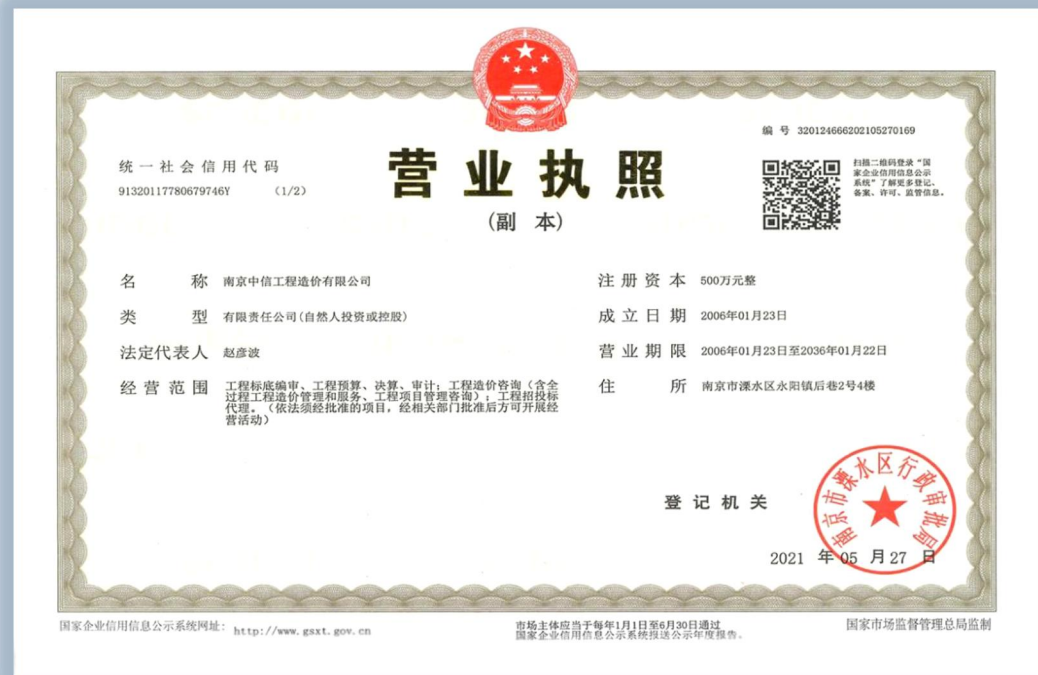 编 号 320124666202105270169
统一社会信用代码
91320117780679746Y （1/2）
营业执照
（副 本）
扫描二维码登录“国
家企业信用信息公示
系统”了解更多登记、
备案、许可、监管信息。
名 称 南京中信工程造价有限公司
类 型 有限责任公司（自然人投资或控股）
法定代表人 赵彦波
经营范围 工程标底编审、工程预算、决算、审计；工程造价咨询（含全
过程工程造价管理和服务、工程项目管理咨询）；工程招投标
代理。（依法须经批准的项目，经相关部门批准后方可开展经
营活动）
注册资本 500万元整
成立日期 2006年01月23日
营业期限 2006年01月23日至2036年01月22日
住 所 南京市溧水区永阳镇后巷2号4楼
登记机关
南京市溧水区行政审批局
2021 年 05 月 27 日
国家企业信用信息公示系统网址： http://www.gsxt.gov.cn
市场主体应当于每年1月1日至6月30日通过
国家企业信用信息公示系统报送公示年度报告。
国家市场监督管理总局监制